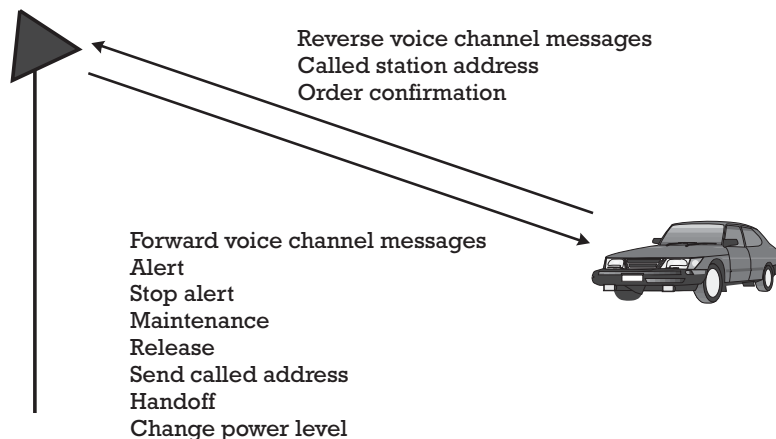 Reverse voice channel messages
Called station address
Order confirmation
Forward voice channel messages
Alert
Stop alert
Maintenance
Release
Send called address
Handoff
Change power level